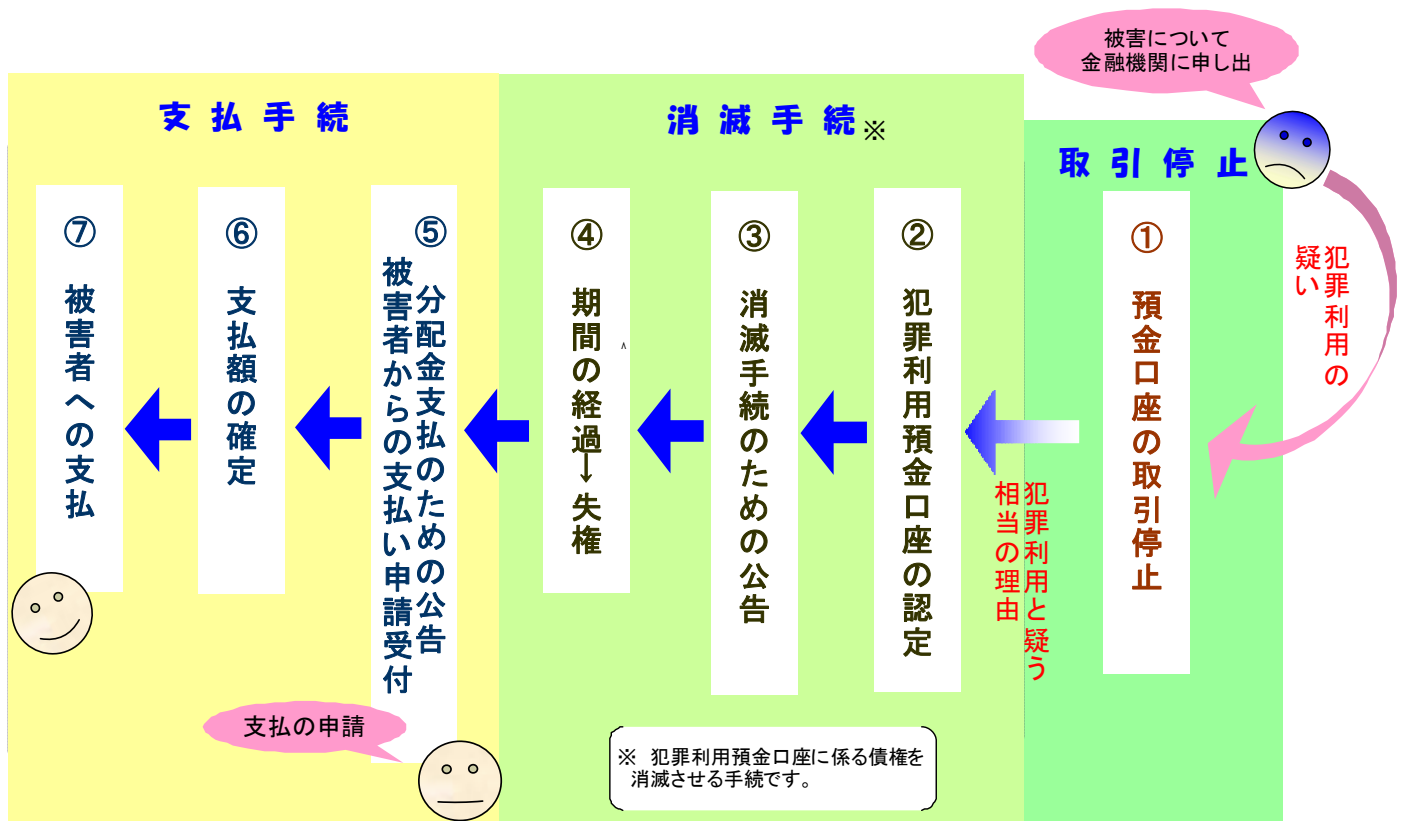 被害について
金融機関に申し出
取引停止
犯罪利用の
疑い
①　預金口座の取引停止
犯罪利用と疑う
相当の理由
消滅手続※
②　犯罪利用預金口座の認定
③　消滅手続のための公告
④　期間の経過→失権
※　犯罪利用預金口座に係る債権を
消滅させる手続です。
支払手続
⑤　分配金支払のための公告
被害者からの支払い申請受付
支払の申請
⑥　支払額の確定
⑦　被害者への支払